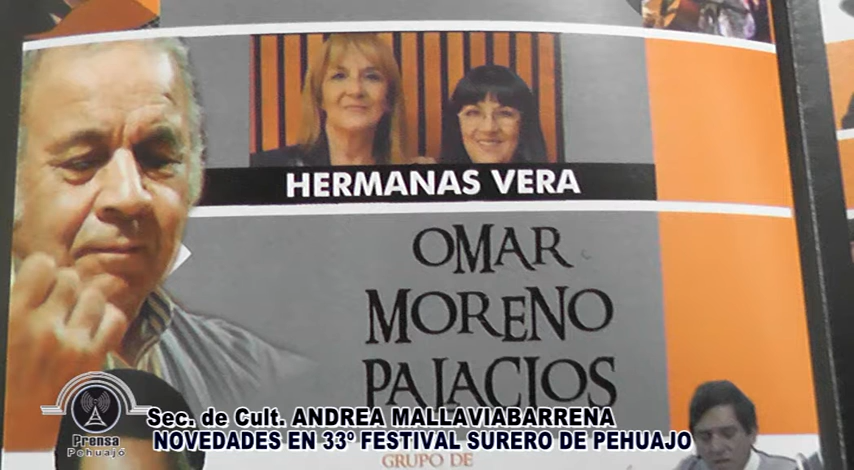 HERMANAS VERA
OMAR
MORENO
PALACIOS
Sec. de Cult. ANDREA MALLAVIABARRENA
NOVEDADES EN 33º FESTIVAL SURERO DE PEHUAJO
Prensa
Pehuajó
GRUPO DE